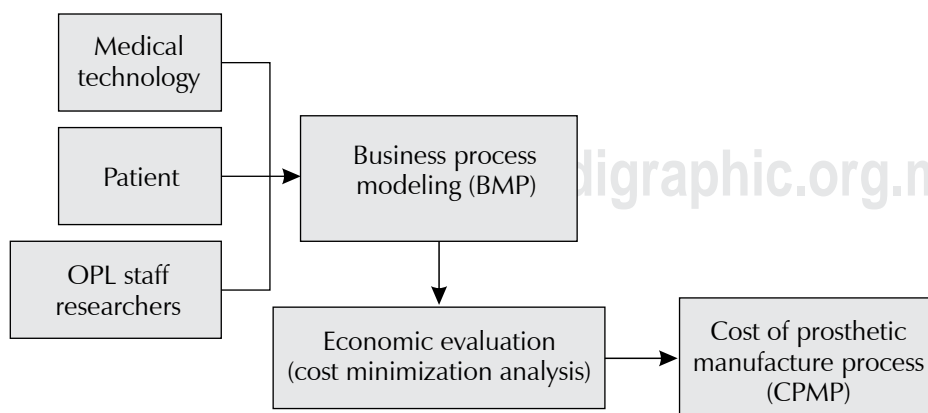 Medical
technology
Patient
OPL staff
researchers
Business process
modeling (BMP)
digraphic.org.m
Economic evaluation
(cost minimization analysis)
Cost of prosthetic
manufacture process
(CPMP)